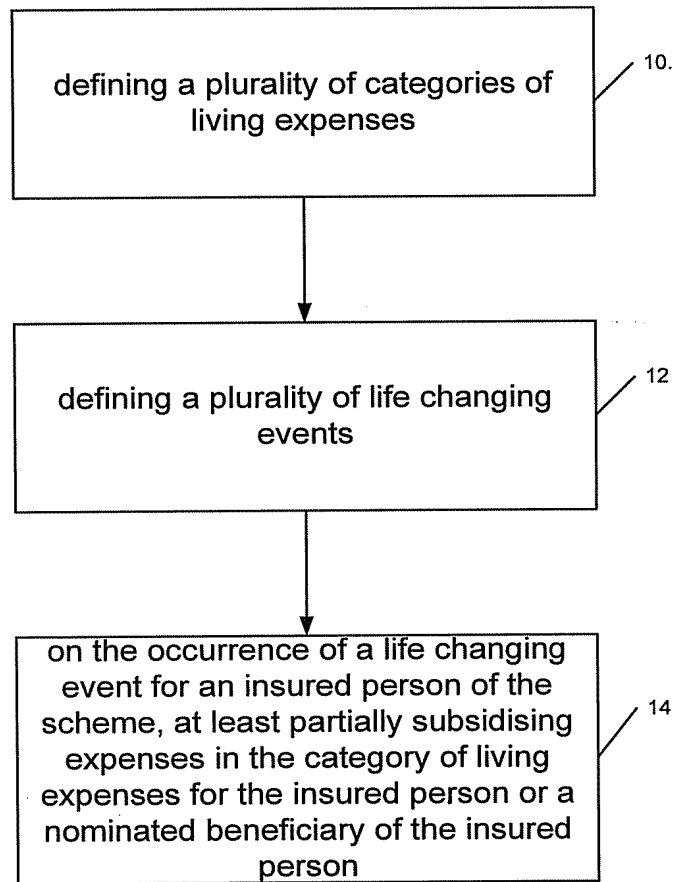 defining a plurality of categories of
living expenses
10.
defining a plurality of life changing
events
12
on the occurrence of a life changing
event for an insured person of the
scheme, at least partially subsidising
expenses in the category of living
expenses for the insured person or a
nominated beneficiary of the insured
person
14